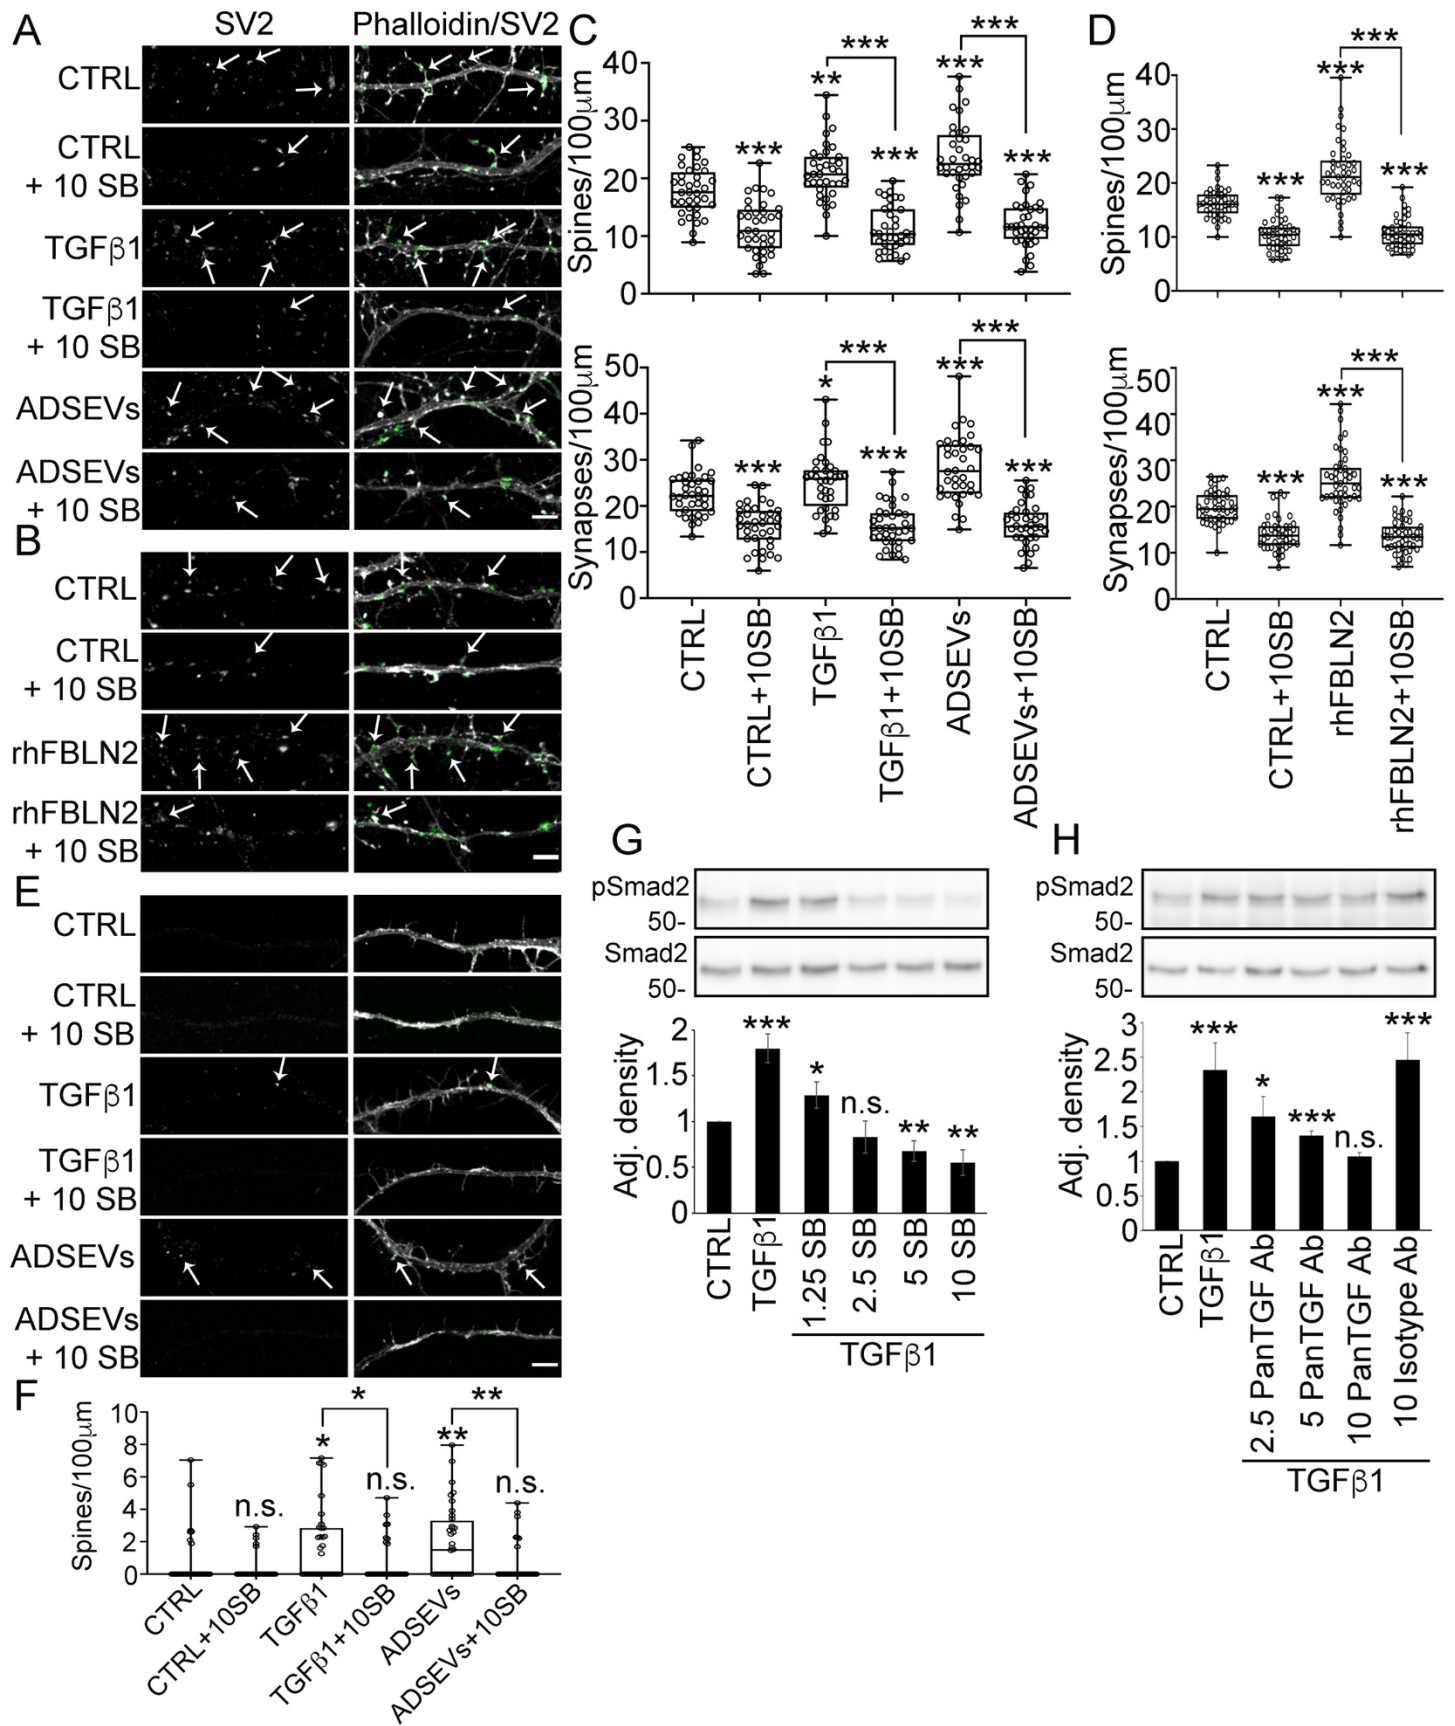 A
SV2
Phalloidin/SV2
CTRL
CTRL
+ 10 SB
TGFβ1
TGFβ1
+ 10 SB
ADSEVs
ADSEVs
+ 10 SB
B
CTRL
CTRL
+ 10 SB
rhFBLN2
rhFBLN2
+ 10 SB
C
Spines/100μm
40
30
20
10
0
***
**
***
***
***
***
***
Synapses/100μm
50
40
30
20
10
0
***
*
***
***
***
***
***
CTRL
CTRL+10SB
TGFβ1
TGFβ1+10SB
ADSEVs
ADSEVs+10SB
D
Spines/100μm
40
30
20
10
0
***
***
***
***
Synapses/100μm
50
40
30
20
10
0
***
***
***
***
CTRL
CTRL+10SB
rhFBLN2
rhFBLN2+10SB
E
CTRL
CTRL
+ 10 SB
TGFβ1
TGFβ1
+ 10 SB
ADSEVs
ADSEVs
+ 10 SB
F
Spines/100μm
10
8
6
4
2
0
n.s.
*
*
n.s.
**
**
n.s.
CTRL
CTRL+10SB
TGFβ1
TGFβ1+10SB
ADSEVs
ADSEVs+10SB
G
pSmad2
50-
Smad2
50-
Adj. density
2
1.5
1
0.5
0
***
*
n.s.
**
**
CTRL
TGFβ1
1.25 SB
2.5 SB
5 SB
10 SB
TGFβ1
H
pSmad2
50-
Smad2
50-
Adj. density
3
2.5
2
1.5
1
0.5
0
***
*
***
n.s.
***
CTRL
TGFβ1
2.5 PanTGF Ab
5 PanTGF Ab
10 PanTGF Ab
10 Isotype Ab
TGFβ1